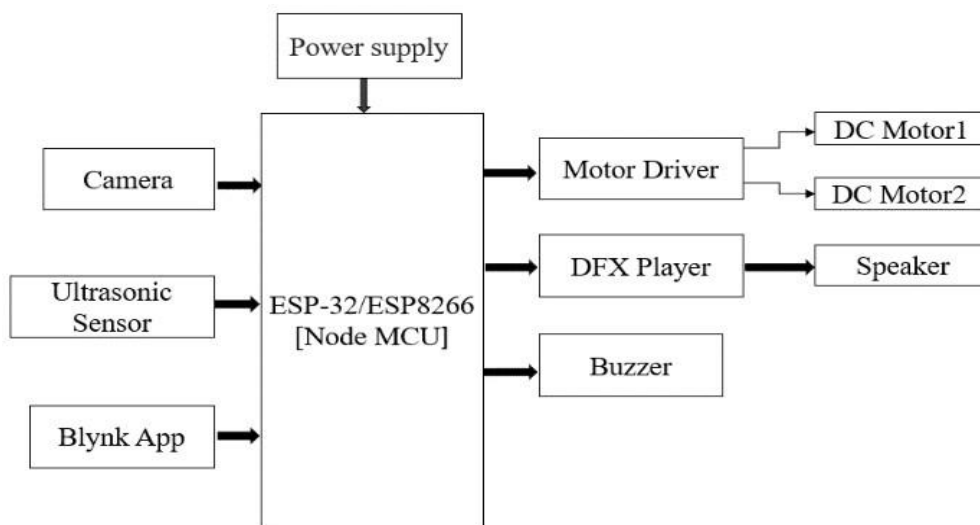 Power supply
Camera
Ultrasonic
Sensor
Blynk App
ESP-32/ESP8266
[Node MCU]
Motor Driver
DFX Player
Buzzer
DC Motor1
DC Motor2
Speaker